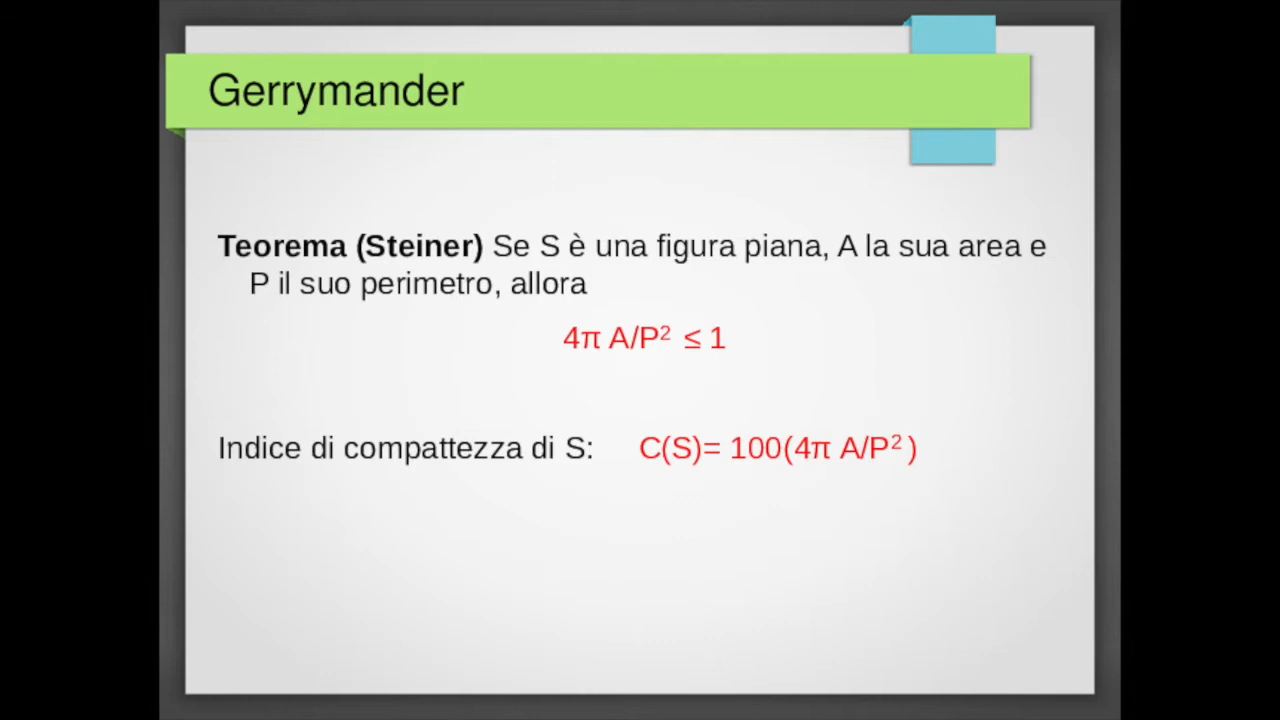 Gerrymander
Teorema (Steiner) Se S è una figura piana, A la sua area e
P il suo perimetro, allora
4π A/P² ≤ 1
Indice di compattezza di S: C(S)= 100(4π A/P² )